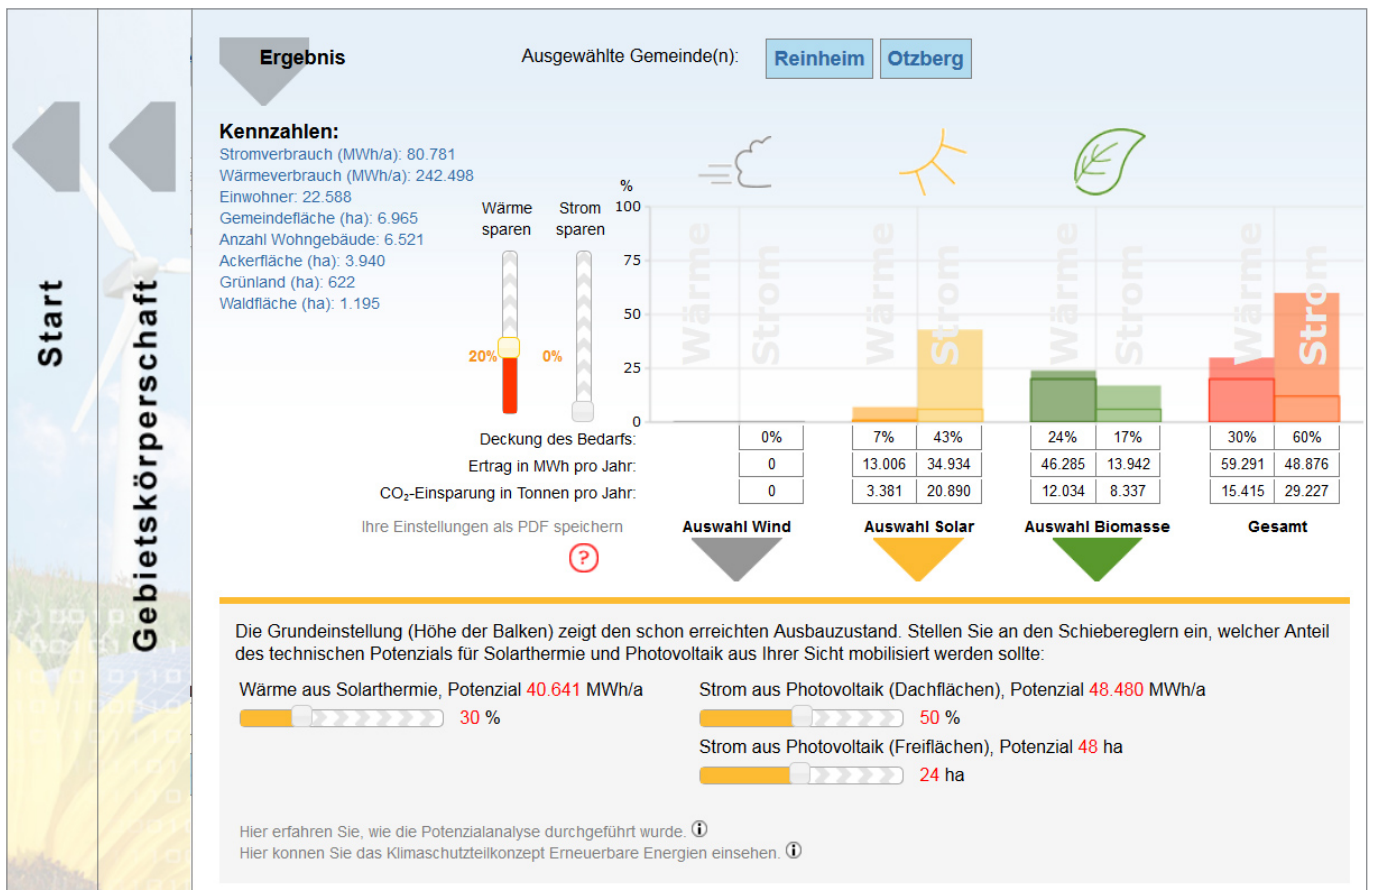 Start
Gebietskörperschaft
Ergebnis
Ausgewählte Gemeinde(n):
Reinheim
Otzberg
Kennzahlen:
Stromverbrauch (MWh/a): 80.781
Wärmeverbrauch (MWh/a): 242.498
Einwohner: 22.588
Gemeindefläche (ha): 6.965
Anzahl Wohngebäude: 6.521
Ackerfläche (ha): 3.940
Grünland (ha): 622
Waldfläche (ha): 1.195
Wärme sparen
Strom sparen
20%
0%
%
100
75
50
25
0
Wärme
Strom
Wärme
Strom
Wärme
Strom
Wärme
Strom
Deckung des Bedarfs: 0% 7% 43% 24% 17% 30% 60%
Ertrag in MWh pro Jahr: 0 13.006 34.934 46.285 13.942 59.291 48.876
CO₂-Einsparung in Tonnen pro Jahr: 0 3.381 20.890 12.034 8.337 15.415 29.227
Ihre Einstellungen als PDF speichern
?
Auswahl Wind
Auswahl Solar
Auswahl Biomasse
Gesamt
Die Grundeinstellung (Höhe der Balken) zeigt den schon erreichten Ausbauzustand. Stellen Sie an den Schiebereglern ein, welcher Anteil
des technischen Potenzials für Solarthermie und Photovoltaik aus Ihrer Sicht mobilisiert werden sollte:
Wärme aus Solarthermie, Potenzial 40.641 MWh/a
30 %
Strom aus Photovoltaik (Dachflächen), Potenzial 48.480 MWh/a
50 %
Strom aus Photovoltaik (Freiflächen), Potenzial 48 ha
24 ha
Hier erfahren Sie, wie die Potenzialanalyse durchgeführt wurde. i
Hier konnen Sie das Klimaschutzteilkonzept Erneuerbare Energien einsehen. i